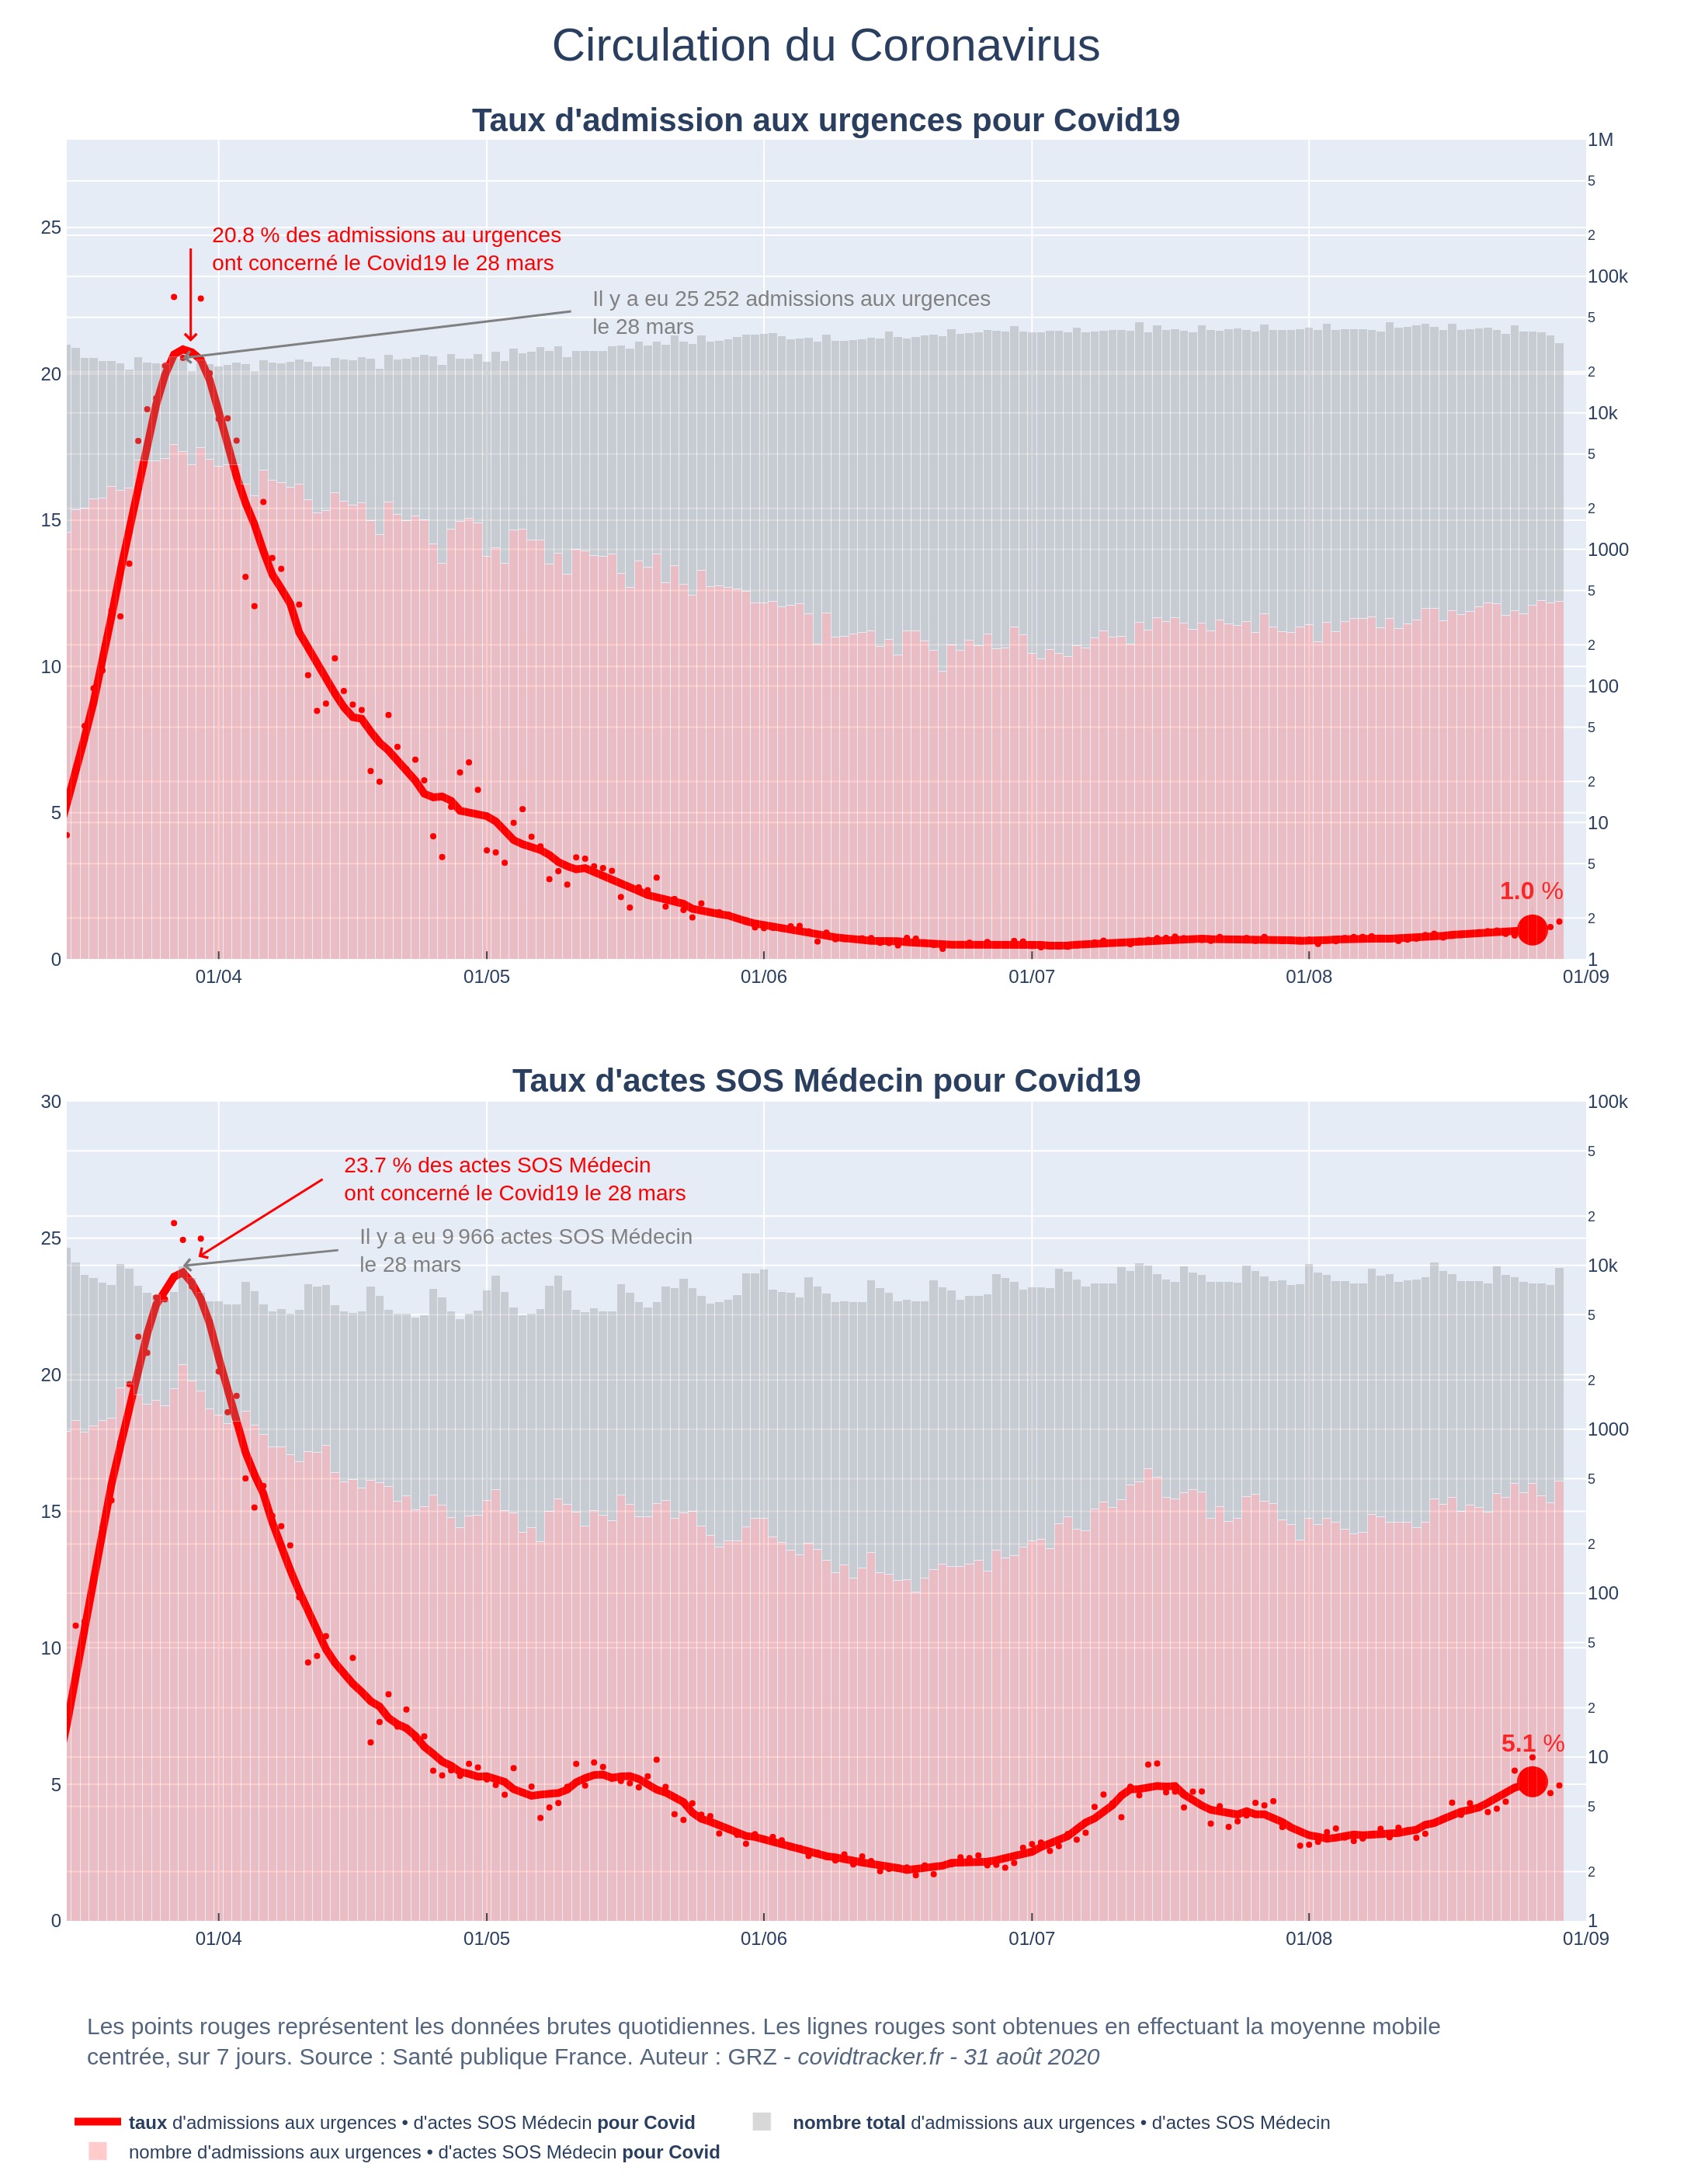 Circulation du Coronavirus
Taux d'admission aux urgences pour Covid19
1M
5
25
2
20.8 % des admissions au urgences
ont concerné le Covid19 le 28 mars
100k
Il y a eu 25 252 admissions aux urgences
le 28 mars
5
20
2
10k
5
15
2
1000
5
10
2
100
5
2
5
10
5
1.0 %
2
0
1
01/04
01/05
01/06
01/07
01/08
01/09
Taux d'actes SOS Médecin pour Covid19
30
100k
5
23.7 % des actes SOS Médecin
ont concerné le Covid19 le 28 mars
2
25
Il y a eu 9 966 actes SOS Médecin
le 28 mars
10k
5
20
2
1000
5
15
2
100
10
5
2
5.1 %
10
5
5
2
0
1
01/04
01/05
01/06
01/07
01/08
01/09
Les points rouges représentent les données brutes quotidiennes. Les lignes rouges sont obtenues en effectuant la moyenne mobile
centrée, sur 7 jours. Source : Santé publique France. Auteur : GRZ - covidtracker.fr - 31 août 2020
taux d'admissions aux urgences • d'actes SOS Médecin pour Covid
nombre total d'admissions aux urgences • d'actes SOS Médecin
nombre d'admissions aux urgences • d'actes SOS Médecin pour Covid